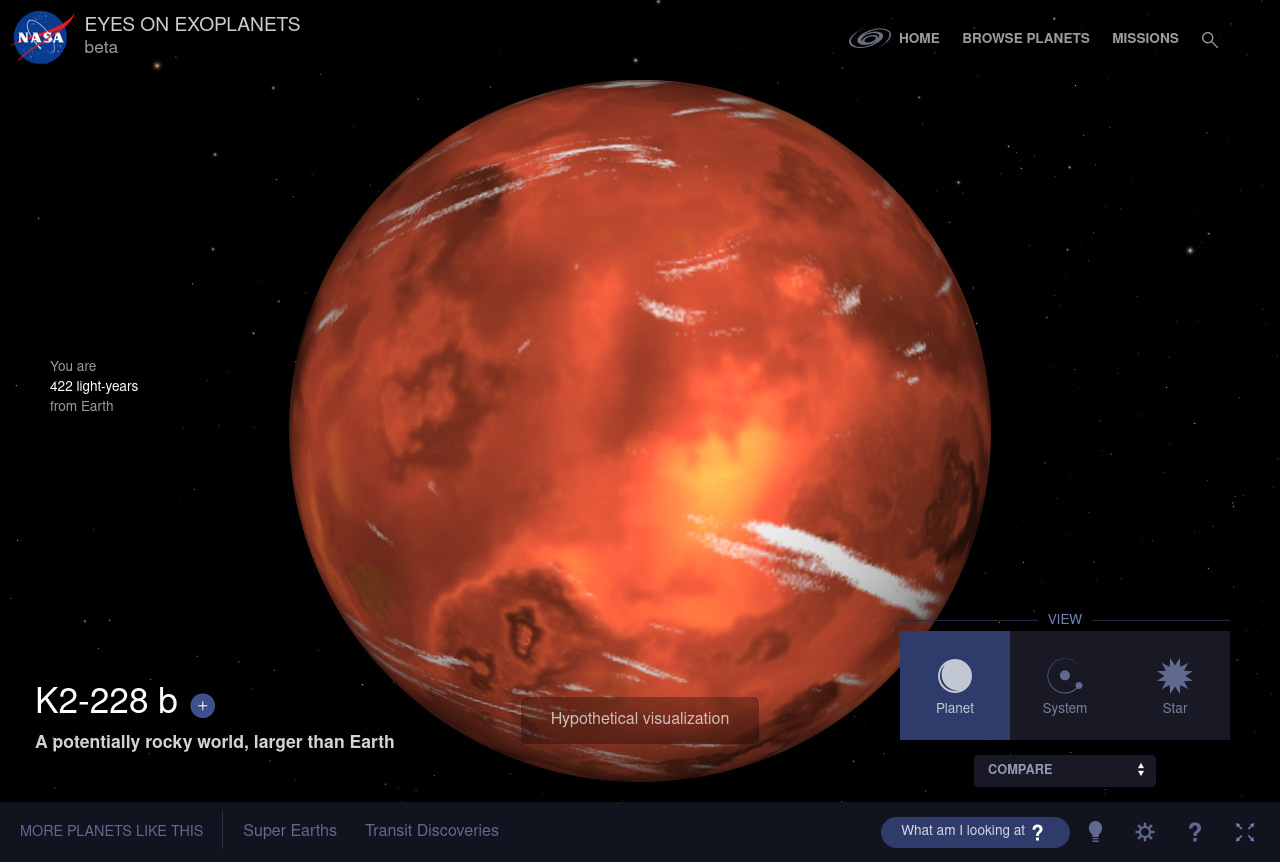 NASA
EYES ON EXOPLANETS
beta
HOME
BROWSE PLANETS
MISSIONS
You are
422 light-years
from Earth
VIEW
Planet
System
Star
K2-228 b +
A potentially rocky world, larger than Earth
Hypothetical visualization
COMPARE
MORE PLANETS LIKE THIS
Super Earths
Transit Discoveries
What am I looking at ?
?